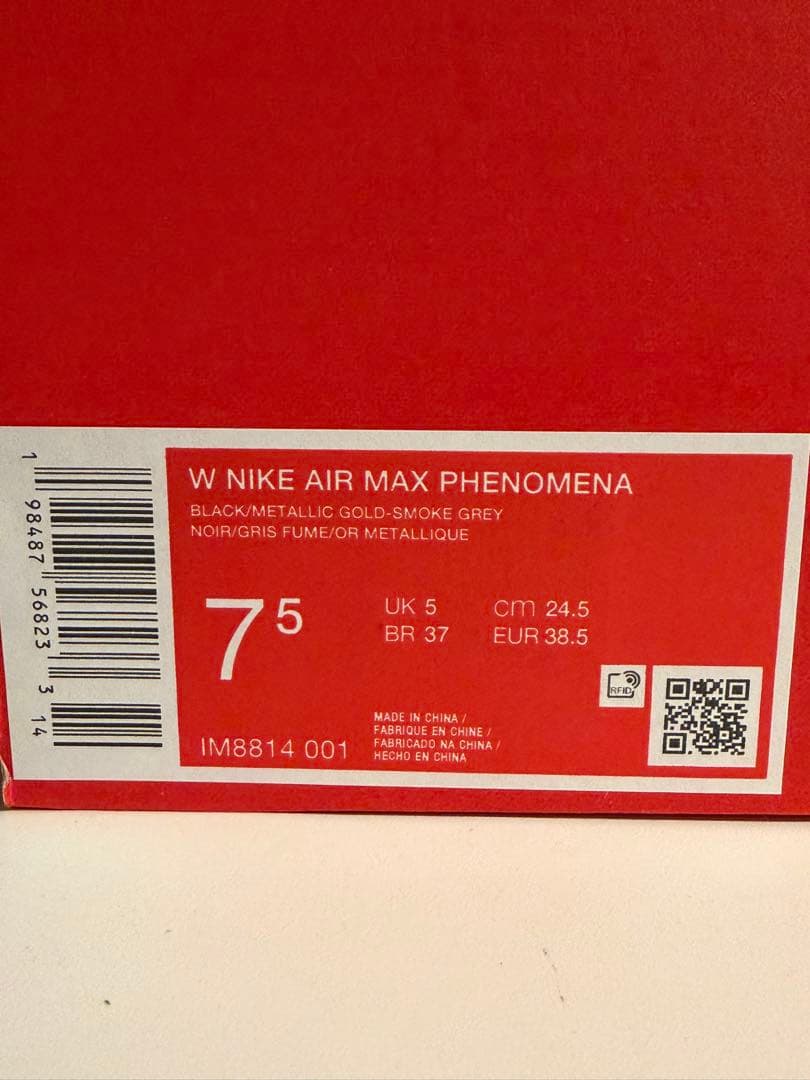 W NIKE AIR MAX PHENOMENA
BLACK/METALLIC GOLD-SMOKE GREY
NOIR/GRIS FUME/OR METALLIQUE
7⁵
UK 5 cm 24.5
BR 37 EUR 38.5
RFID
IM8814 001
MADE IN CHINA /
FABRIQUE EN CHINE /
FABRICADO NA CHINA /
HECHO EN CHINA
1 98487 56823 3 14